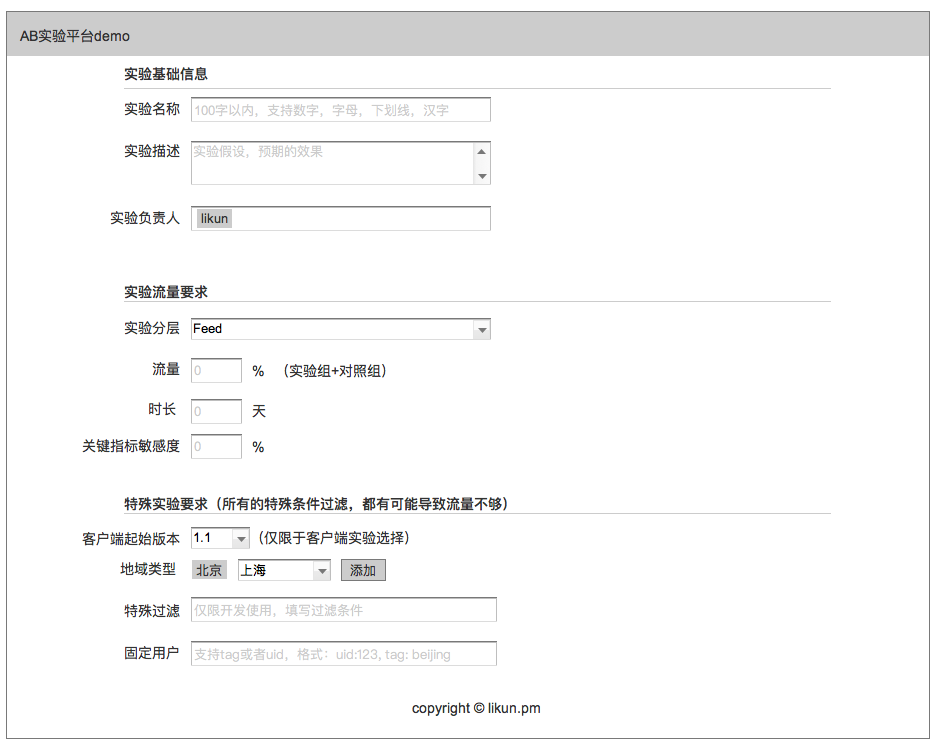 AB实验平台demo
实验基础信息
实验名称 100字以内，支持数字，字母，下划线，汉字
实验描述 实验假设，预期的效果
实验负责人 likun
实验流量要求
实验分层 Feed
流量 0 % （实验组+对照组）
时长 0 天
关键指标敏感度 0 %
特殊实验要求（所有的特殊条件过滤，都有可能导致流量不够）
客户端起始版本 1.1 （仅限于客户端实验选择）
地域类型 北京 上海 添加
特殊过滤 仅限开发使用，填写过滤条件
固定用户 支持tag或者uid，格式：uid:123, tag: beijing
copyright © likun.pm